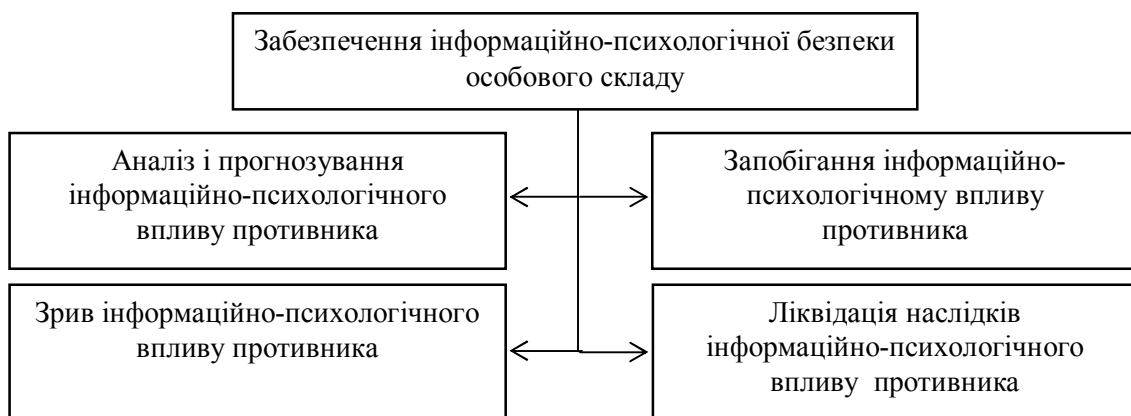 Забезпечення інформаційно-психологічної безпеки
особового складу
Аналіз і прогнозування
інформаційно-психологічного
впливу противника
Запобігання інформаційно-
психологічному впливу
противника
Зрив інформаційно-психологічного
впливу противника
Ліквідація наслідків
інформаційно-психологічного
впливу противника